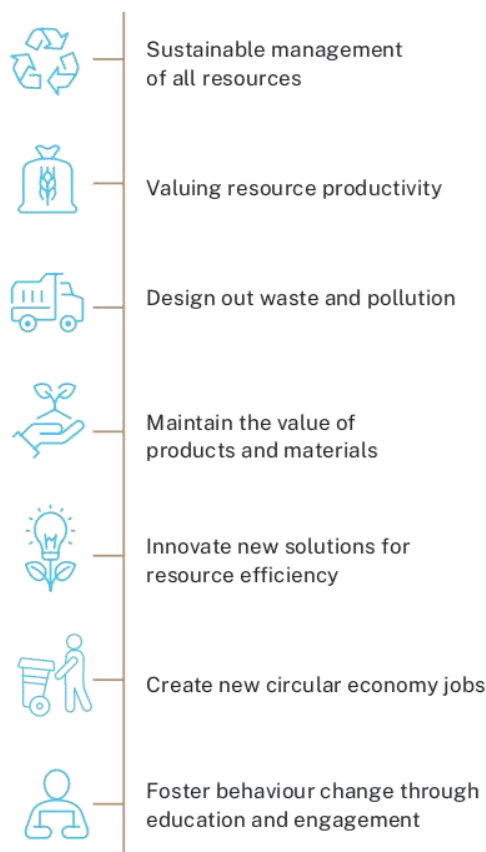 Sustainable management
of all resources
Valuing resource productivity
Design out waste and pollution
Maintain the value of
products and materials
Innovate new solutions for
resource efficiency
Create new circular economy jobs
Foster behaviour change through
education and engagement